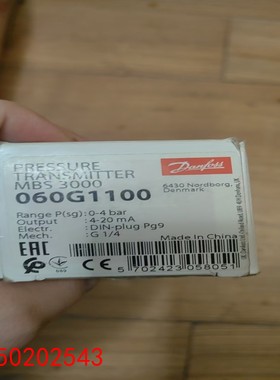 PRESSURE
TRANSMITTER
MBS 3000
060G1100
Danfoss
6430 Nordborg,
Denmark
Range P(sg): 0-4 bar
Output : 4-20 mA
Electr. : DIN-plug Pg9
Mech. : G 1/4
Made in China
EAC
CE
5 702423 058051
60202543